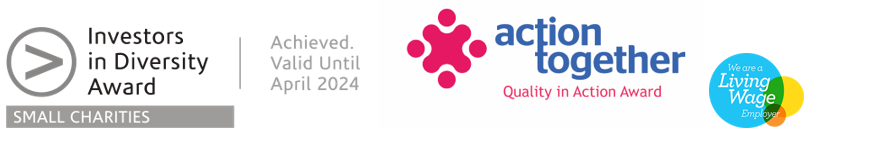 Investors
in Diversity
Award
SMALL CHARITIES
Achieved.
Valid Until
April 2024
action
together
Quality in Action Award
We are a
Living
Wage
Employer